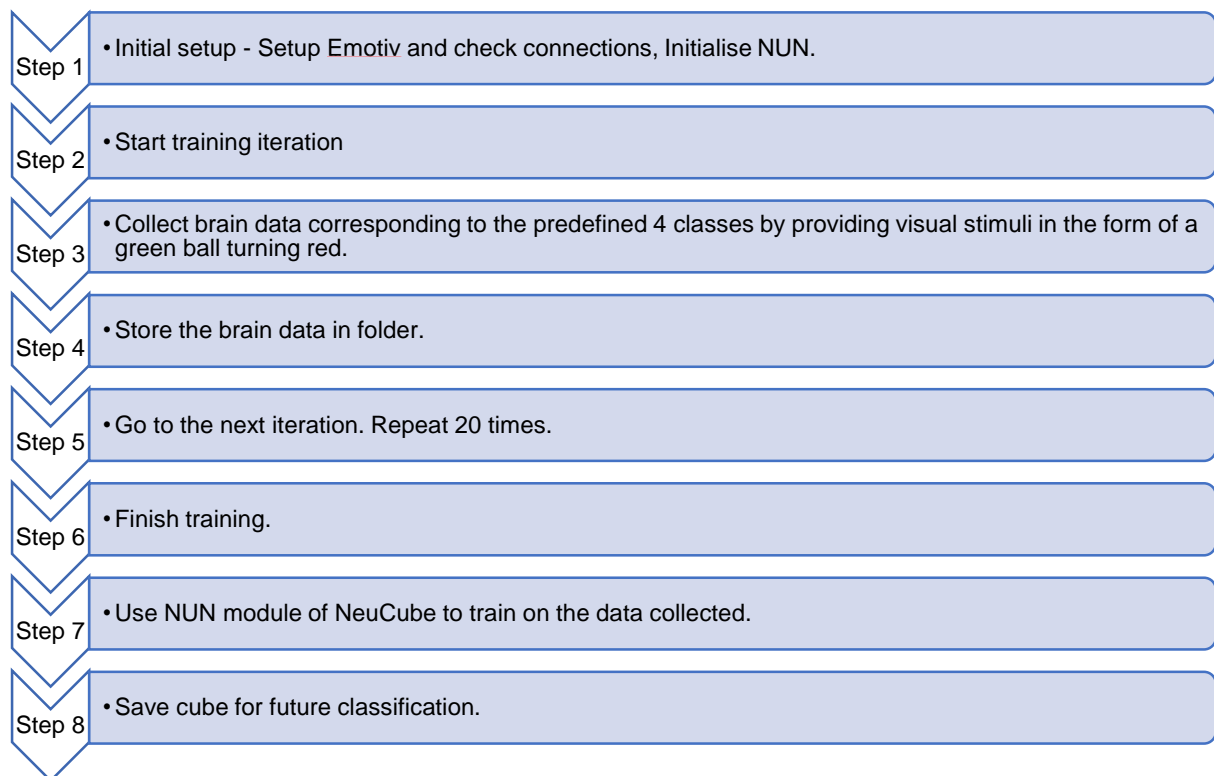 Step 1
•Initial setup - Setup Emotiv and check connections, Initialise NUN.
Step 2
•Start training iteration
Step 3
•Collect brain data corresponding to the predefined 4 classes by providing visual stimuli in the form of a
green ball turning red.
Step 4
•Store the brain data in folder.
Step 5
•Go to the next iteration. Repeat 20 times.
Step 6
•Finish training.
Step 7
•Use NUN module of NeuCube to train on the data collected.
Step 8
•Save cube for future classification.